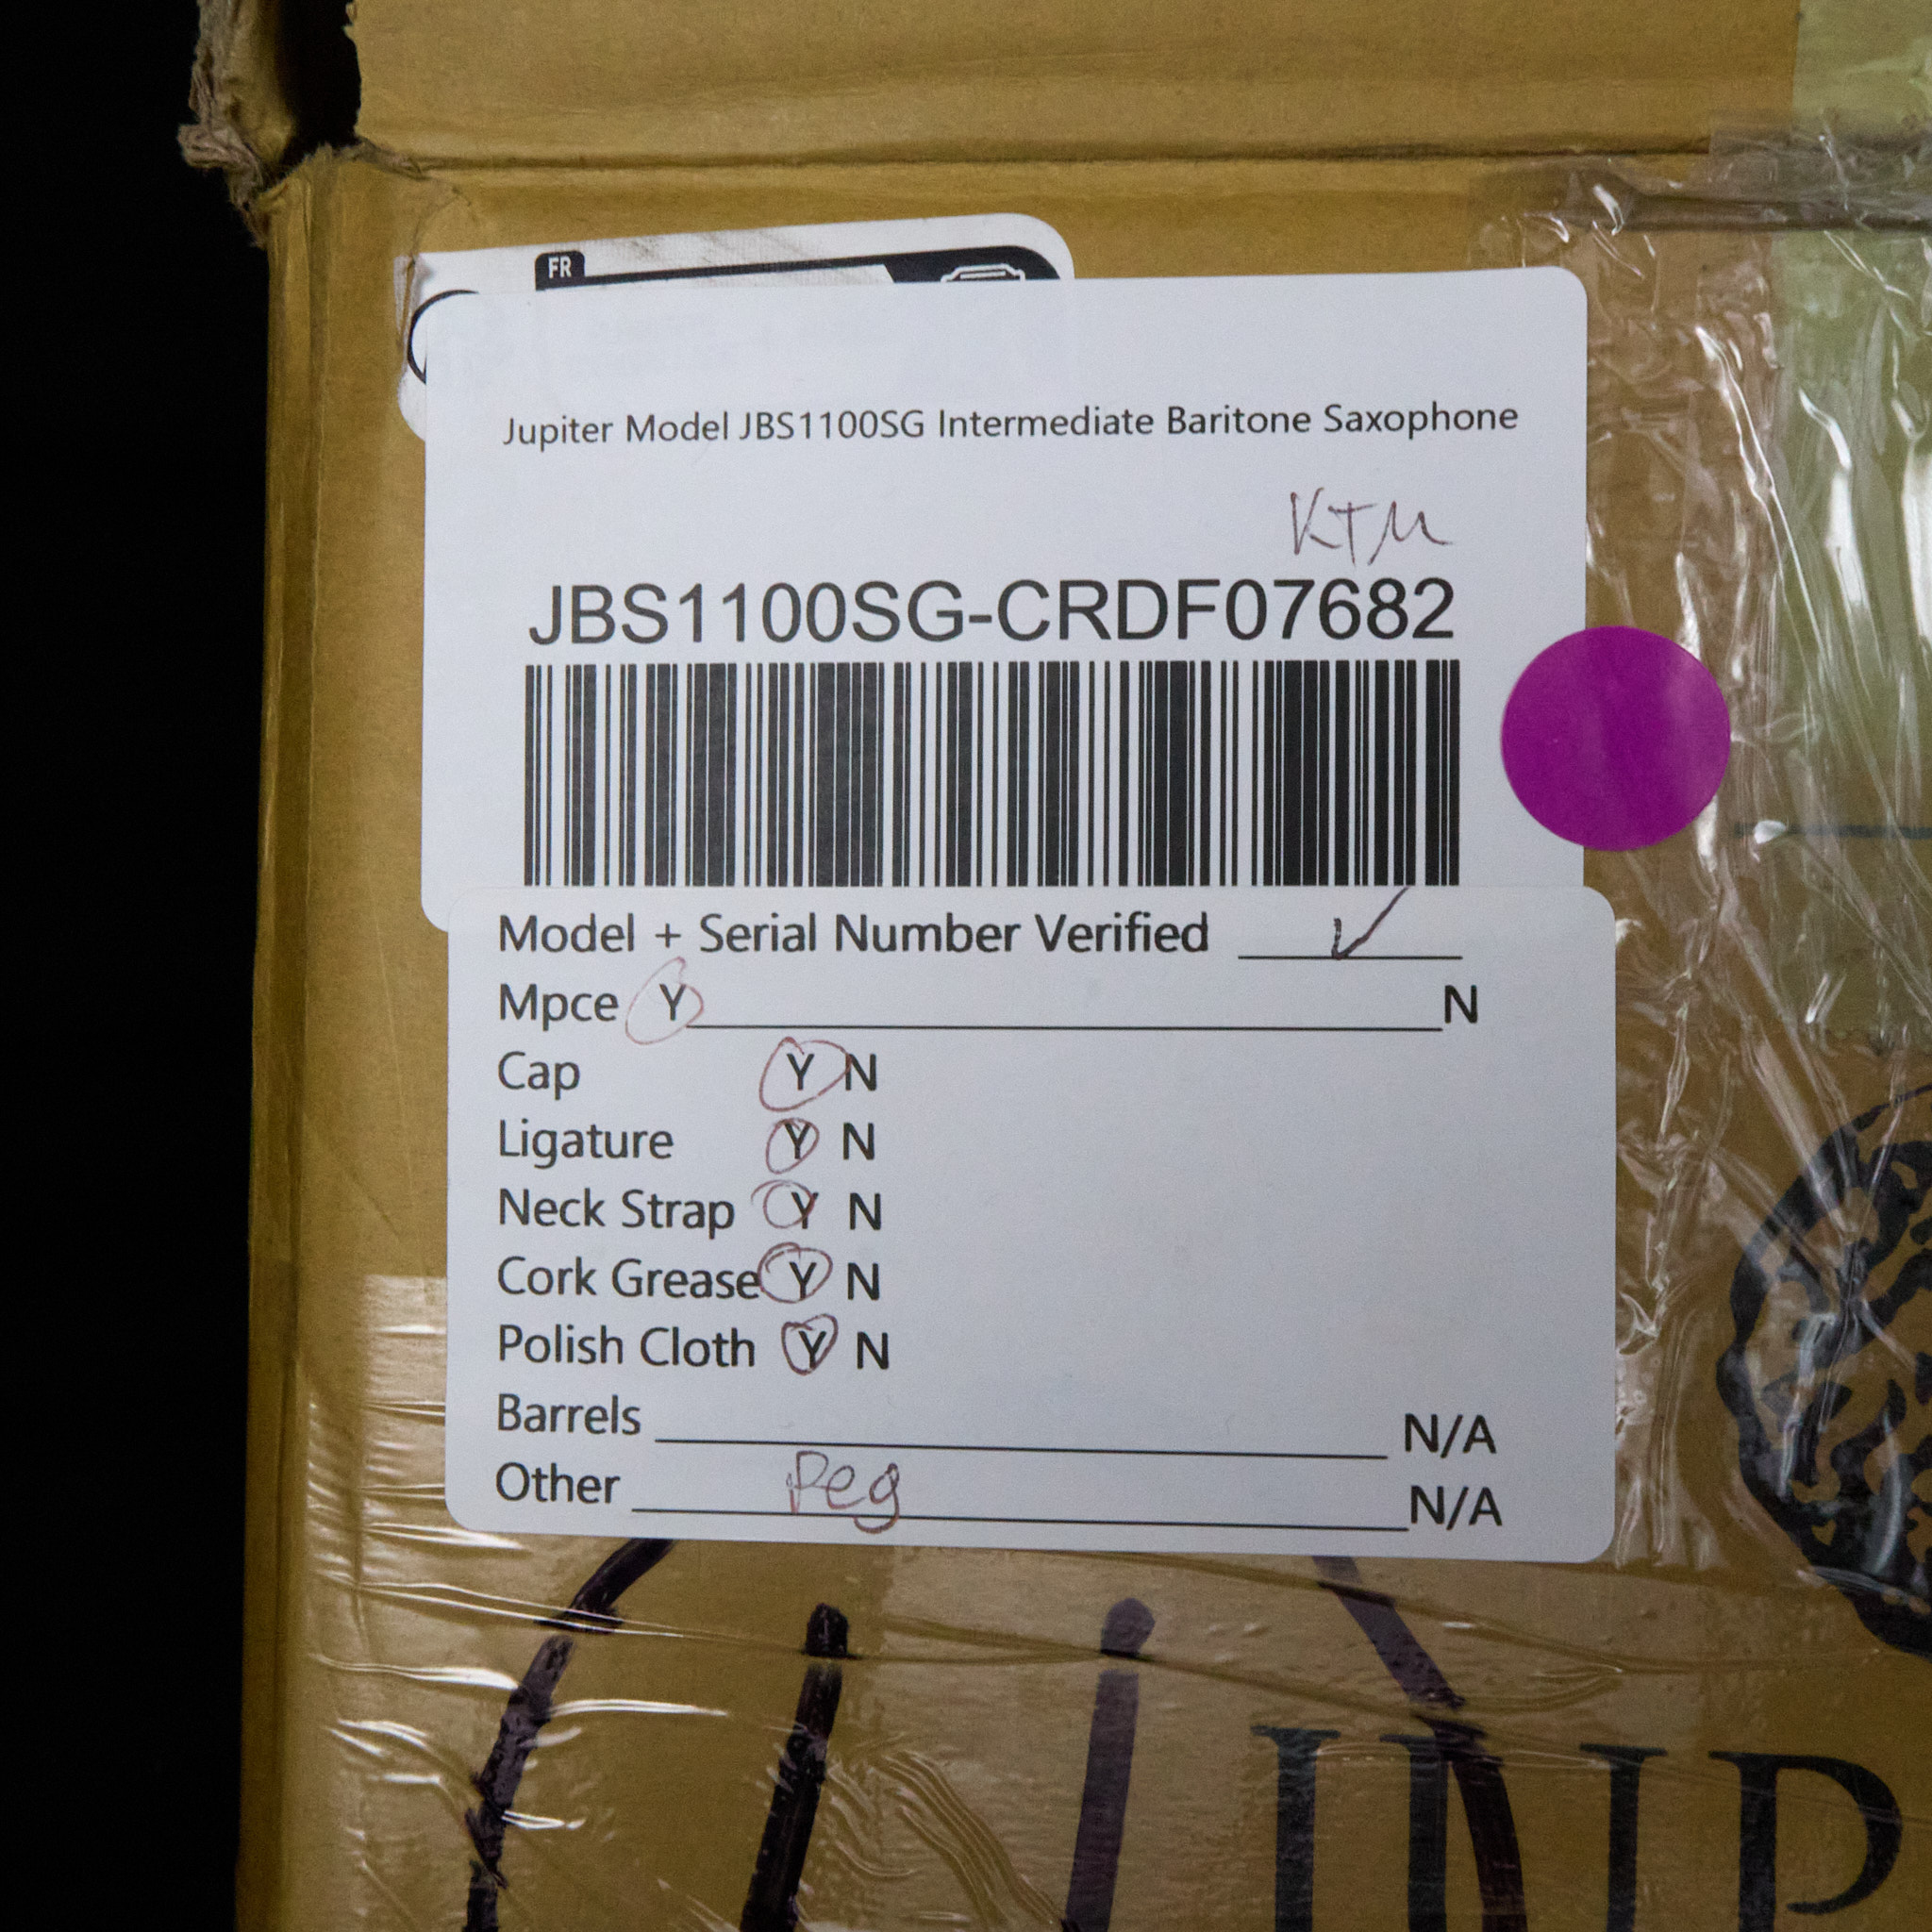 FR
Jupiter Model JBS1100SG Intermediate Baritone Saxophone
KTM
JBS1100SG-CRDF07682
Model + Serial Number Verified
Mpce Y N
Cap Y N
Ligature Y N
Neck Strap Y N
Cork Grease Y N
Polish Cloth Y N
Barrels N/A
Other Peg N/A
JUP